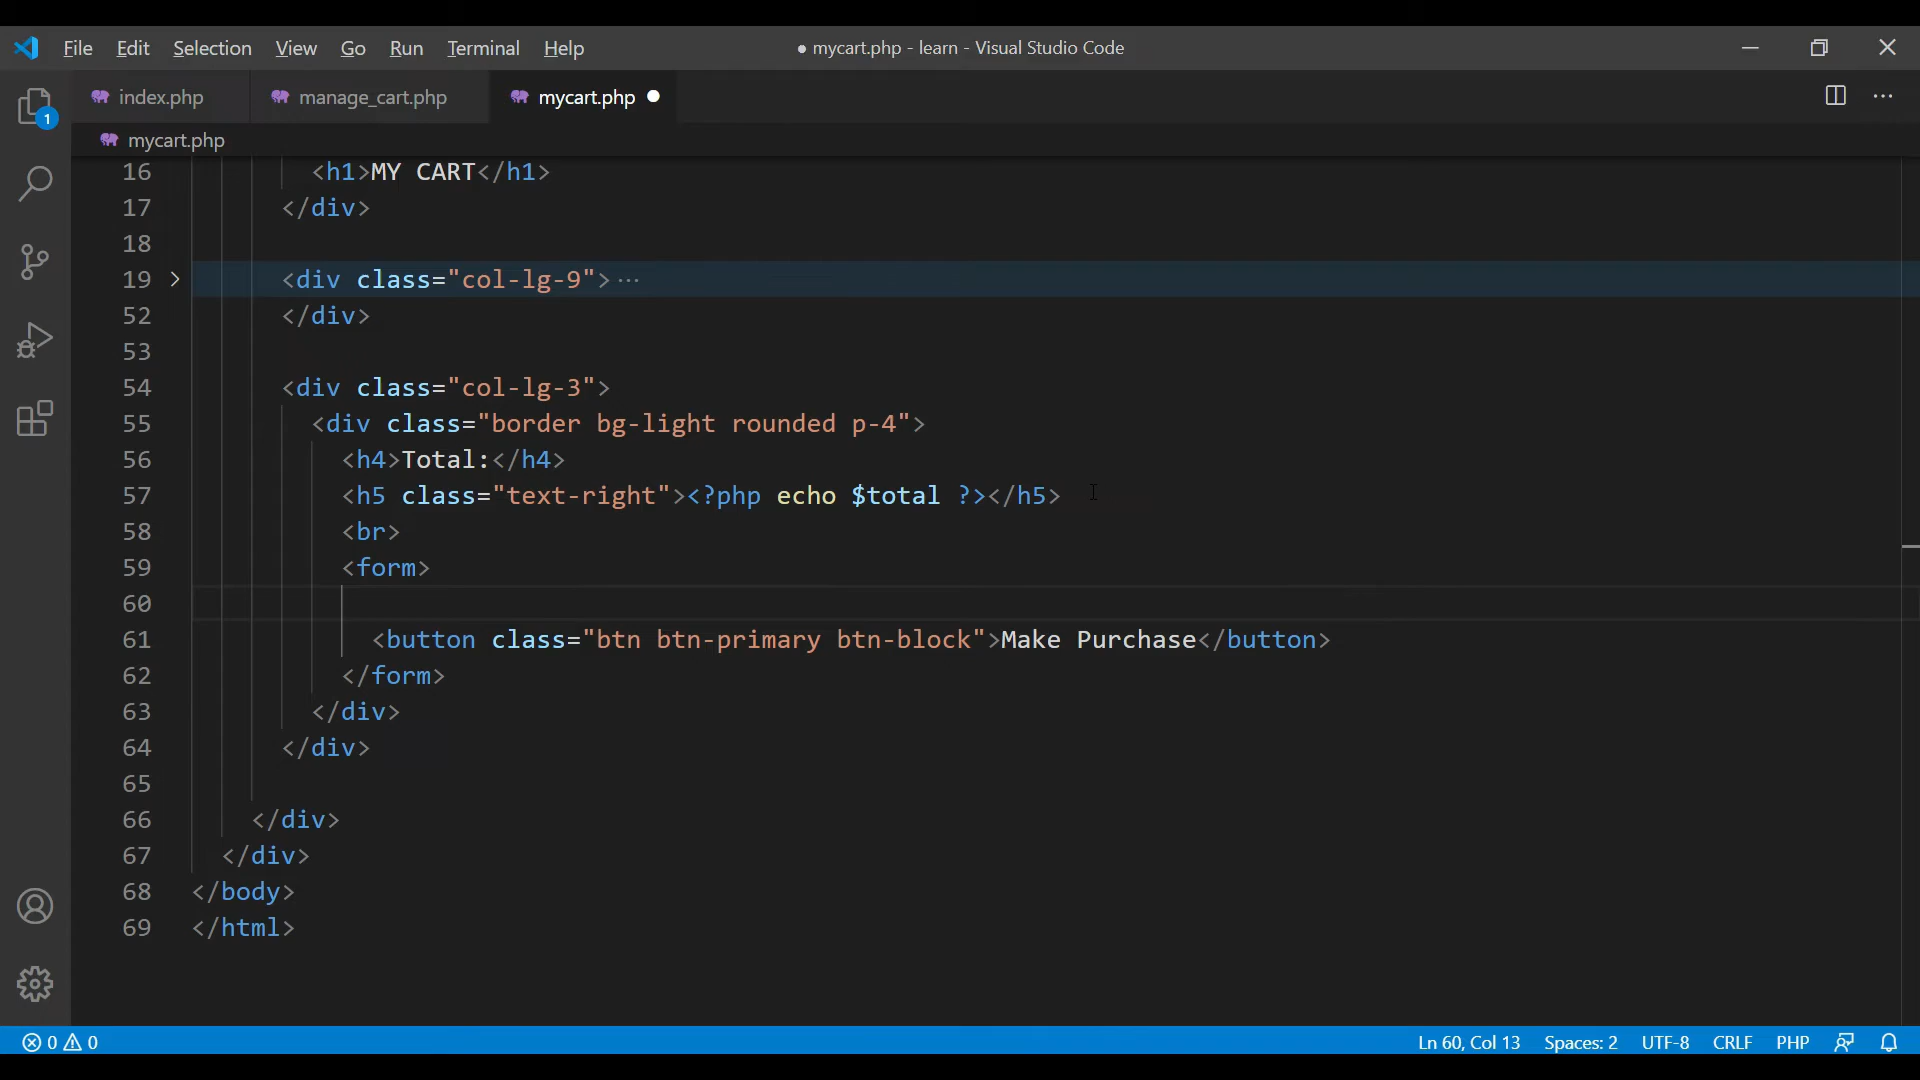 File Edit Selection View Go Run Terminal Help ● mycart.php - learn - Visual Studio Code
index.php manage_cart.php mycart.php
1
mycart.php
16 <h1>MY CART</h1>
17 </div>
18
19 <div class="col-lg-9"> ...
52 </div>
53
54 <div class="col-lg-3">
55 <div class="border bg-light rounded p-4">
56 <h4>Total:</h4>
57 <h5 class="text-right"><?php echo $total ?></h5>
58 <br>
59 <form>
60
61 <button class="btn btn-primary btn-block">Make Purchase</button>
62 </form>
63 </div>
64 </div>
65
66 </div>
67 </div>
68 </body>
69 </html>
0 0 Ln 60, Col 13 Spaces: 2 UTF-8 CRLF PHP